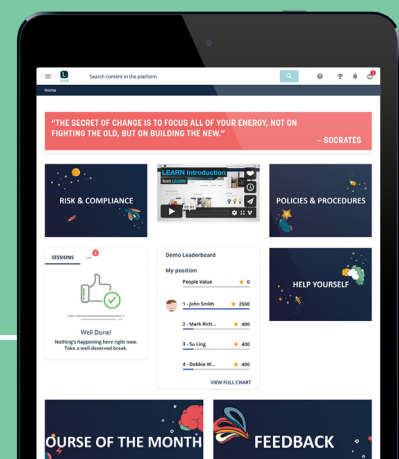 Search content in the platform
Home
"THE SECRET OF CHANGE IS TO FOCUS ALL OF YOUR ENERGY, NOT ON
FIGHTING THE OLD, BUT ON BUILDING THE NEW."
– SOCRATES
RISK & COMPLIANCE
LEARN Introduction
from LEARN
POLICIES & PROCEDURES
SESSIONS
Well Done!
Nothing's happening here right now.
Take a well-deserved break.
Demo Leaderboard
My position
People Value 0
1 - John Smith 2500
2 - Mark Rich... 400
3 - Su Ling 400
4 - Debbie W... 400
VIEW FULL CHART
HELP YOURSELF
OURSE OF THE MONTH
FEEDBACK